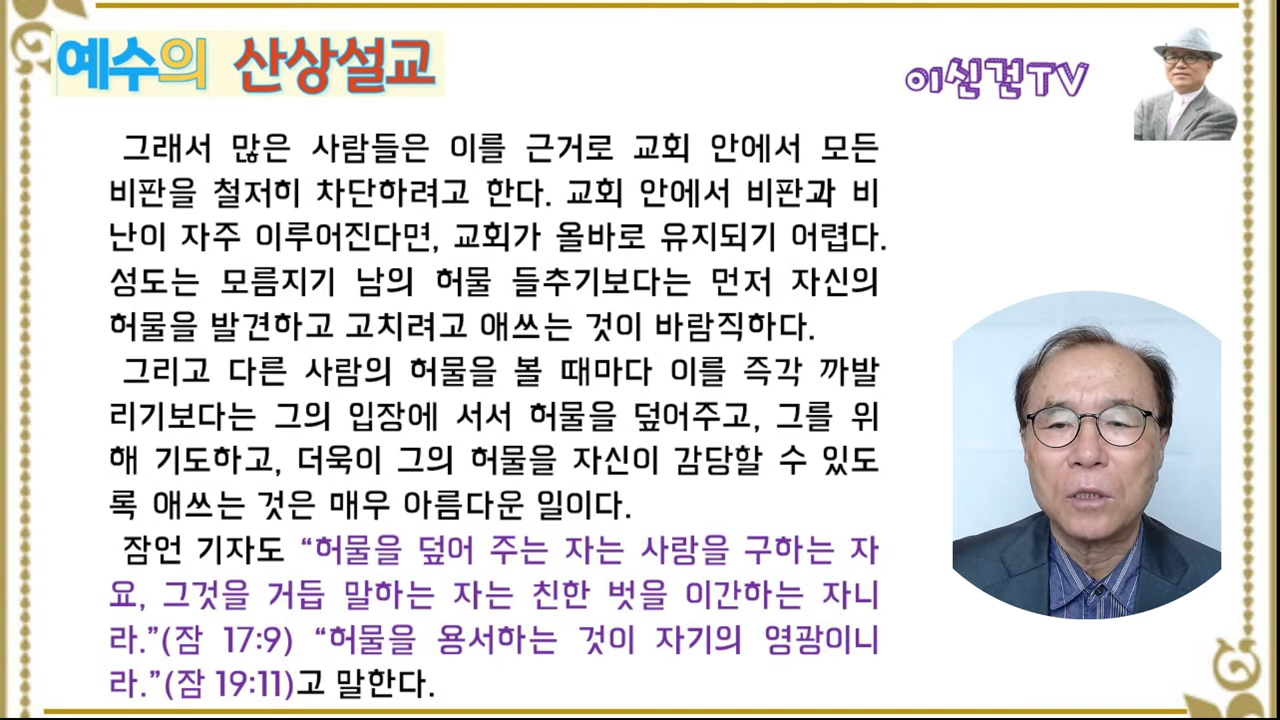 예수의 산상설교
이신건TV
그래서 많은 사람들은 이를 근거로 교회 안에서 모든
비판을 철저히 차단하려고 한다. 교회 안에서 비판과 비
난이 자주 이루어진다면, 교회가 올바로 유지되기 어렵다.
성도는 모름지기 남의 허물 들추기보다는 먼저 자신의
허물을 발견하고 고치려고 애쓰는 것이 바람직하다.
그리고 다른 사람의 허물을 볼 때마다 이를 즉각 까발
리기보다는 그의 입장에 서서 허물을 덮어주고, 그를 위
해 기도하고, 더욱이 그의 허물을 자신이 감당할 수 있도
록 애쓰는 것은 매우 아름다운 일이다.
잠언 기자도 “허물을 덮어 주는 자는 사랑을 구하는 자
요, 그것을 거듭 말하는 자는 친한 벗을 이간하는 자니
라.”(잠 17:9) “허물을 용서하는 것이 자기의 영광이니
라.”(잠 19:11)고 말한다.